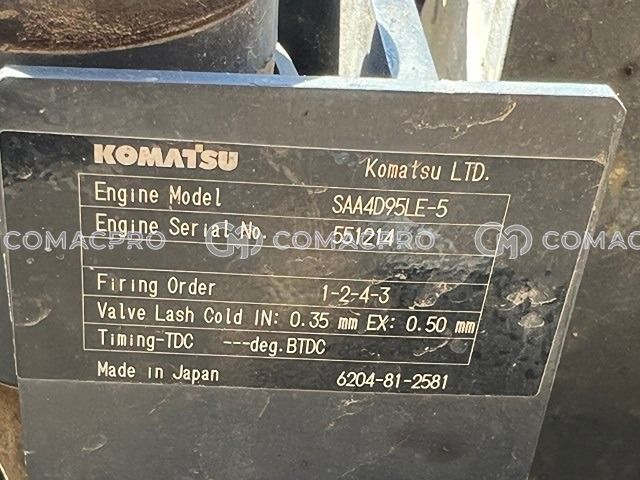 KOMATSU Komatsu LTD.
Engine Model SAA4D95LE-5
Engine Serial No. 551214
COMACPRO COMACPRO COMACPRO
Firing Order 1-2-4-3
Valve Lash Cold IN: 0.35 mm EX: 0.50 mm
Timing-TDC ---deg.BTDC
Made in Japan 6204-81-2581